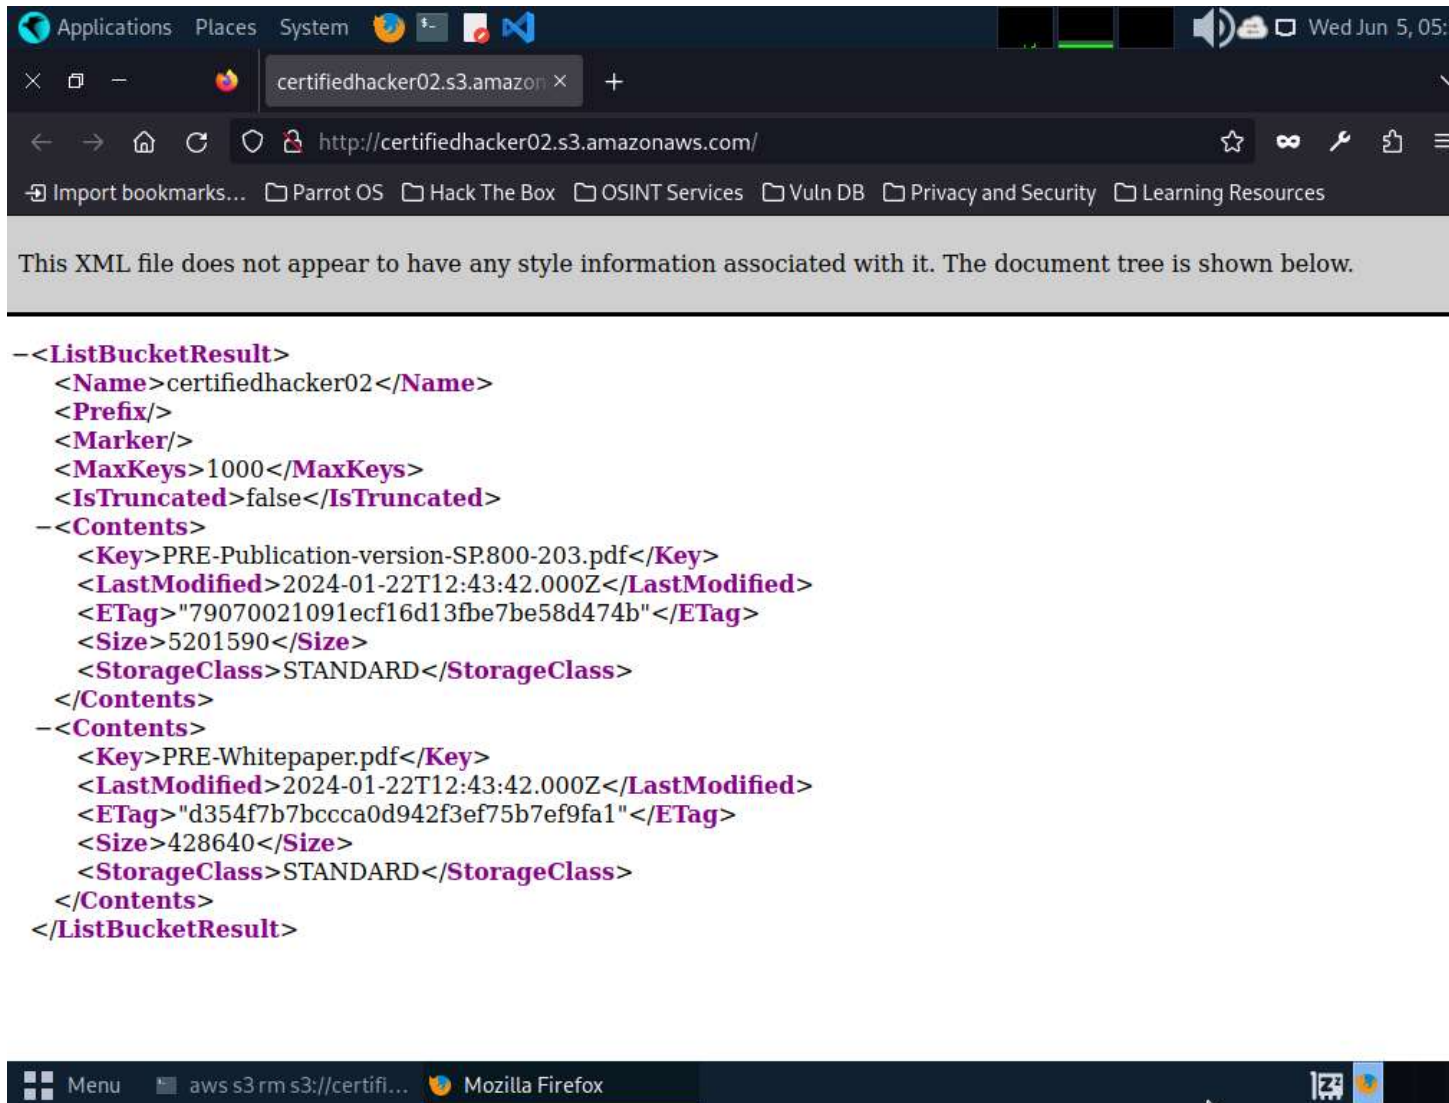 Applications Places System Wed Jun 5, 05:
certifiedhacker02.s3.amazon
http://certifiedhacker02.s3.amazonaws.com/
Import bookmarks... Parrot OS Hack The Box OSINT Services Vuln DB Privacy and Security Learning Resources
This XML file does not appear to have any style information associated with it. The document tree is shown below.
−<ListBucketResult>
<Name>certifiedhacker02</Name>
<Prefix/>
<Marker/>
<MaxKeys>1000</MaxKeys>
<IsTruncated>false</IsTruncated>
−<Contents>
<Key>PRE-Publication-version-SP.800-203.pdf</Key>
<LastModified>2024-01-22T12:43:42.000Z</LastModified>
<ETag>"79070021091ecf16d13fbe7be58d474b"</ETag>
<Size>5201590</Size>
<StorageClass>STANDARD</StorageClass>
</Contents>
−<Contents>
<Key>PRE-Whitepaper.pdf</Key>
<LastModified>2024-01-22T12:43:42.000Z</LastModified>
<ETag>"d354f7b7bccca0d942f3ef75b7ef9fa1"</ETag>
<Size>428640</Size>
<StorageClass>STANDARD</StorageClass>
</Contents>
</ListBucketResult>
Menu aws s3 rm s3://certifi... Mozilla Firefox